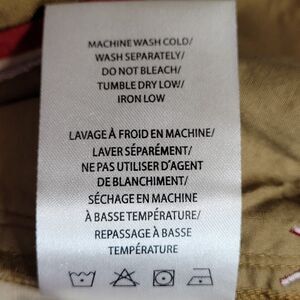 MACHINE WASH COLD/
WASH SEPARATELY/
DO NOT BLEACH/
TUMBLE DRY LOW/
IRON LOW
LAVAGE À FROID EN MACHINE/
LAVER SÉPARÉMENT/
NE PAS UTILISER D'AGENT
DE BLANCHIMENT/
SÉCHAGE EN MACHINE
À BASSE TEMPÉRATURE/
REPASSAGE À BASSE
TEMPÉRATURE